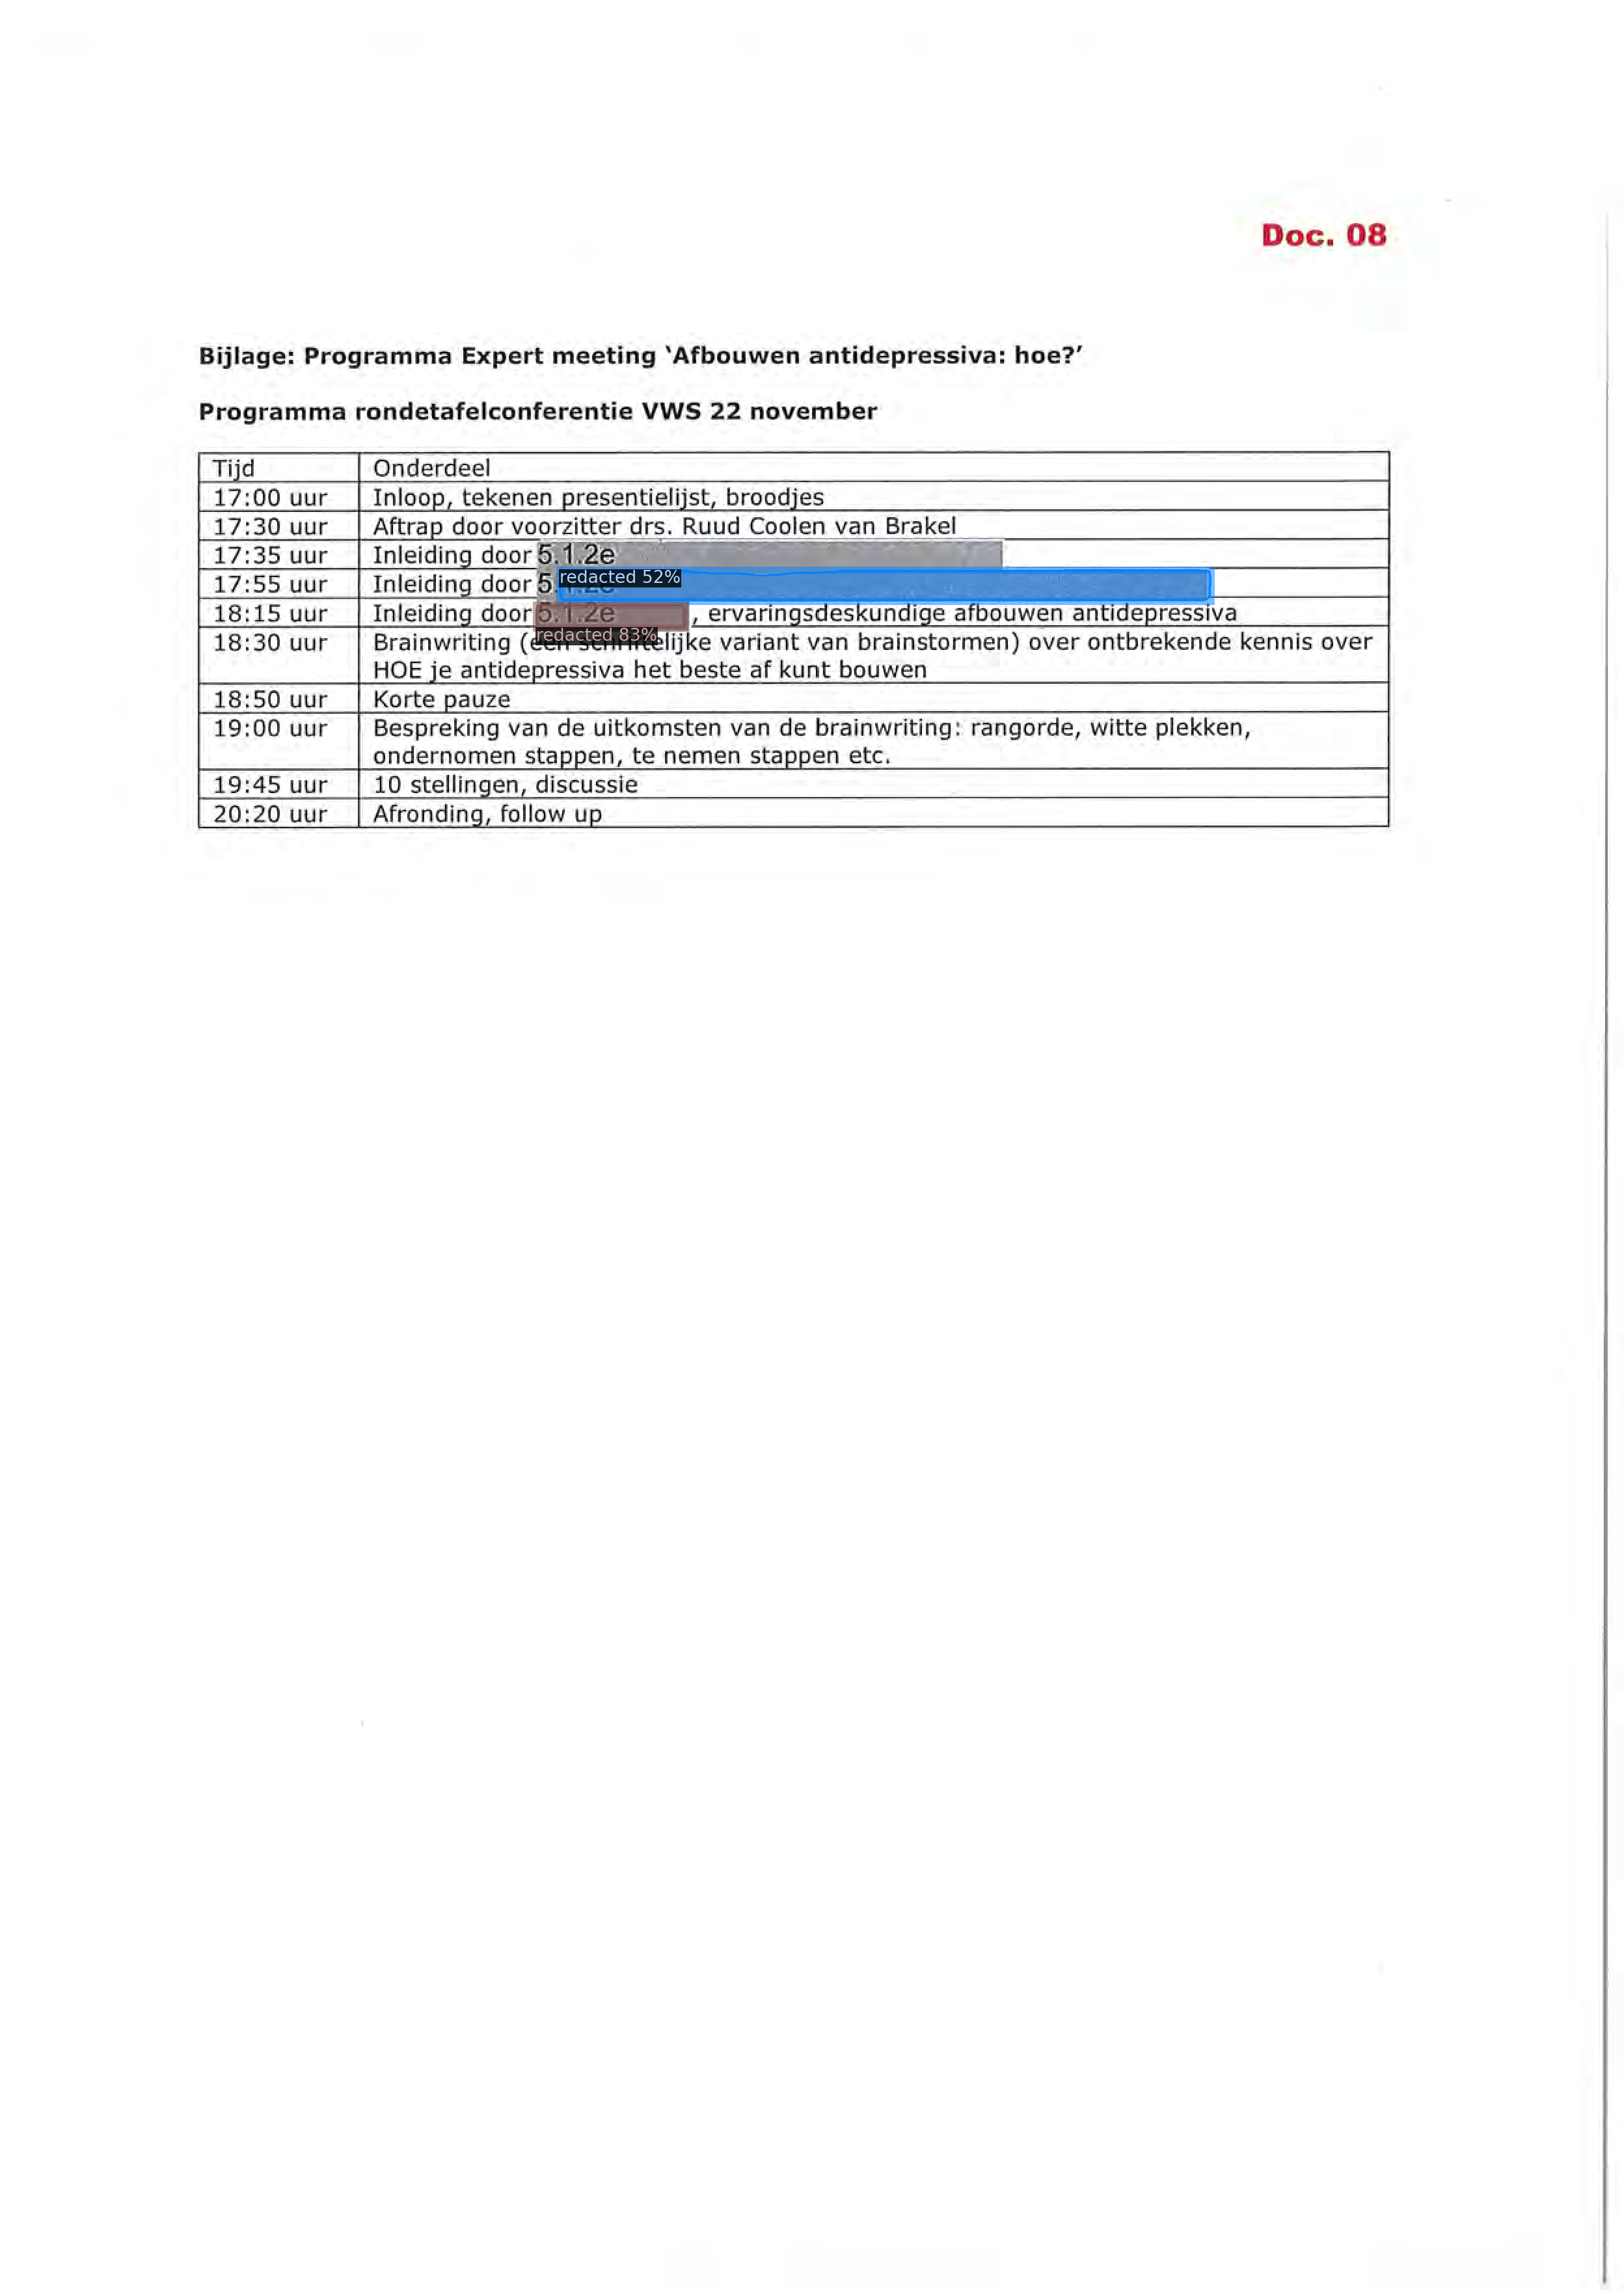 Doc. 08
Bijlage: Programma Expert meeting ‘Afbouwen antidepressiva: hoe?’
Programma rondetafelconferentie VWS 22 november
Tijd Onderdeel
17:00 uur Inloop, tekenen presentielijst, broodjes
17:30 uur Aftrap door voorzitter drs. Ruud Coolen van Brakel
17:35 uur Inleiding door 5.1.2e
17:55 uur Inleiding door 5.1.2e
redacted 52%
18:15 uur Inleiding door 5.1.2e , ervaringsdeskundige afbouwen antidepressiva
redacted 83%
18:30 uur Brainwriting (een schriftelijke variant van brainstormen) over ontbrekende kennis over
HOE je antidepressiva het beste af kunt bouwen
18:50 uur Korte pauze
19:00 uur Bespreking van de uitkomsten van de brainwriting: rangorde, witte plekken,
ondernomen stappen, te nemen stappen etc.
19:45 uur 10 stellingen, discussie
20:20 uur Afronding, follow up